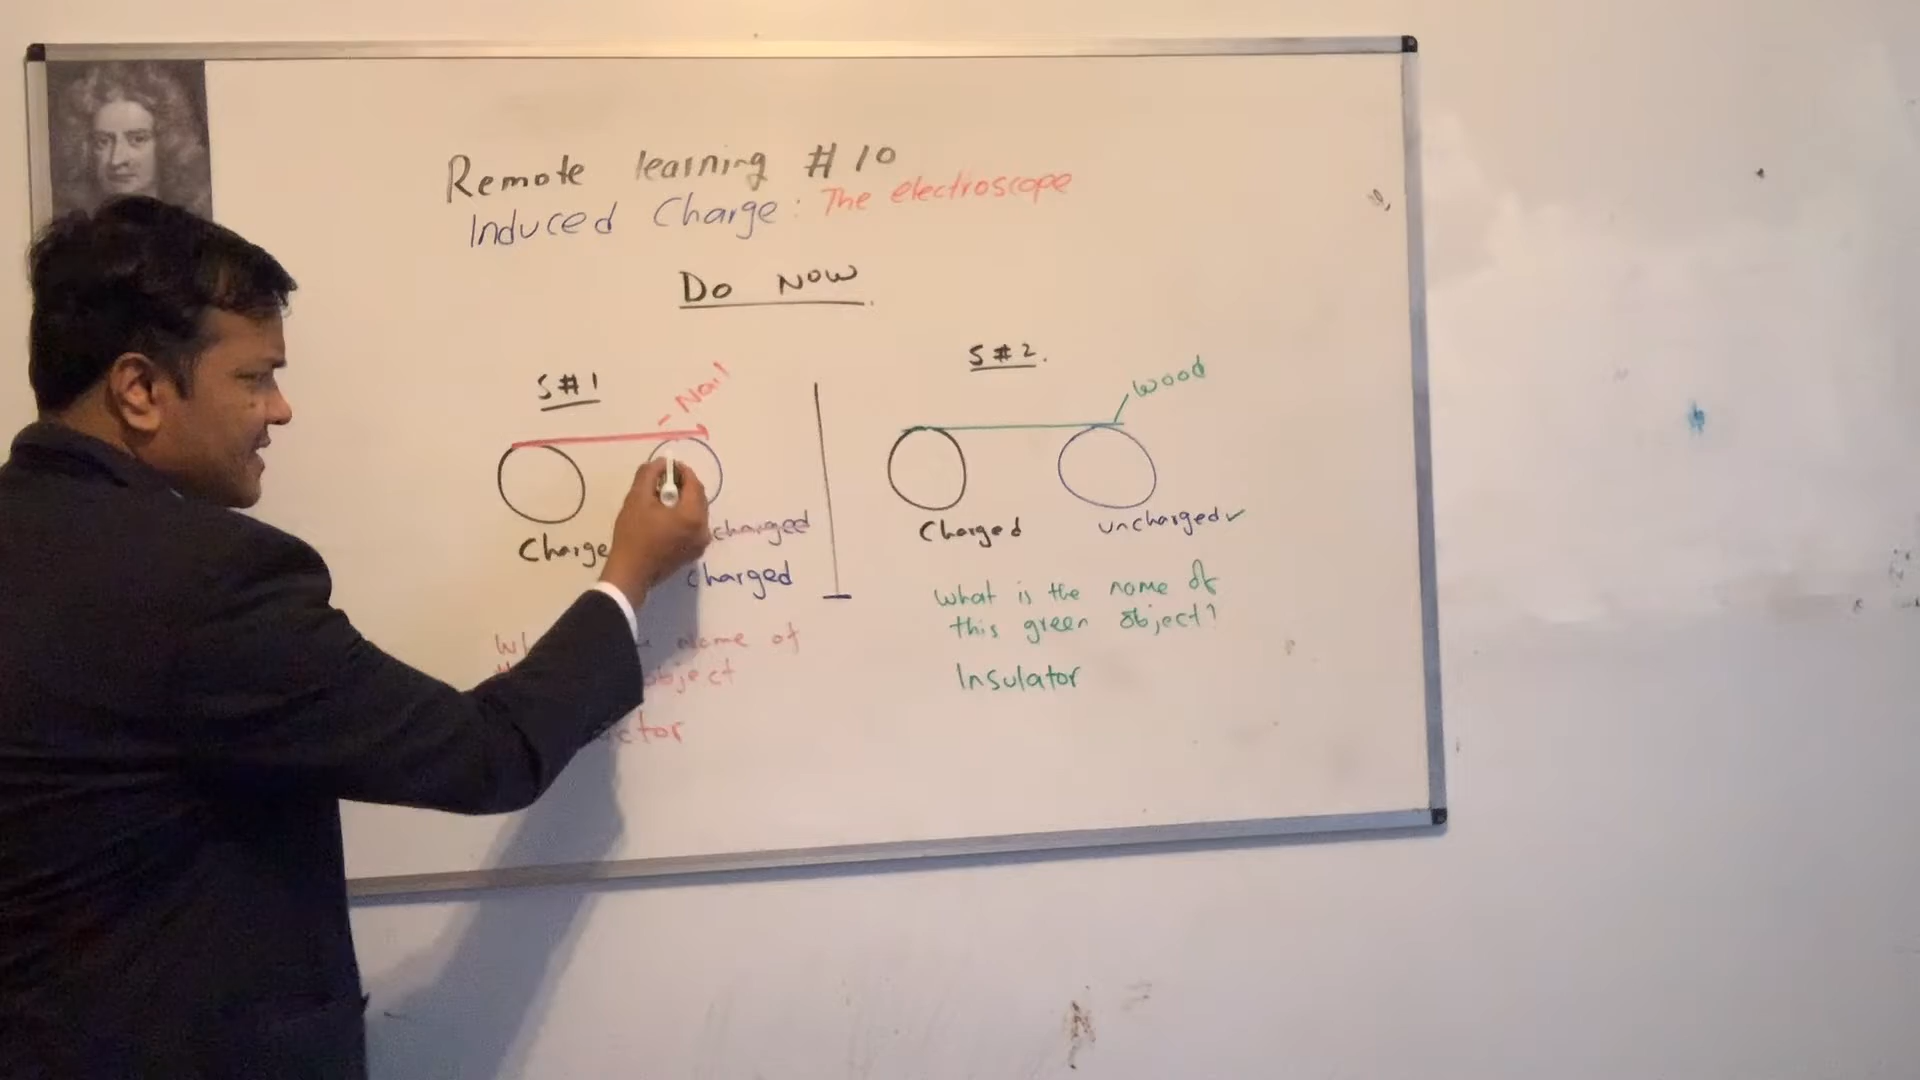 Remote learning # 10
Induced Charge: The electroscope
Do Now
S # 1
Nail
charged
charged
name of
object
S # 2.
Wood
Charged
uncharged✓
What is the name of
this green object?
Insulator